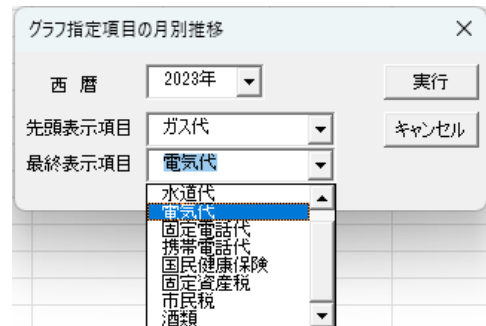 グラフ指定項目の月別推移
西 暦 2023年 実行
先頭表示項目 ガス代 キャンセル
最終表示項目 電気代
水道代
電気代
固定電話代
携帯電話代
国民健康保険
固定資産税
市民税
酒類